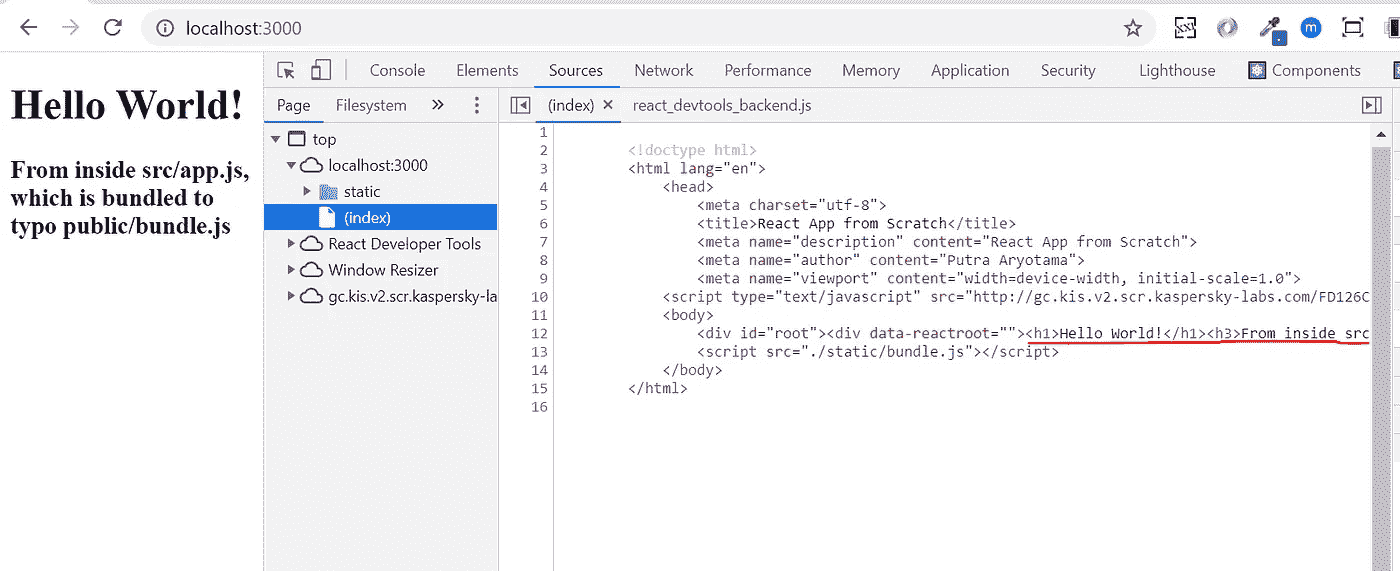 localhost:3000
m
Hello World!
From inside src/app.js,
which is bundled to
typo public/bundle.js
Console Elements Sources Network Performance Memory Application Security Lighthouse Components
Page Filesystem
top
localhost:3000
static
(index)
React Developer Tools
Window Resizer
gc.kis.v2.scr.kaspersky-la
(index) react_devtools_backend.js
1
2 <!doctype html>
3 <html lang="en">
4 <head>
5 <meta charset="utf-8">
6 <title>React App from Scratch</title>
7 <meta name="description" content="React App from Scratch">
8 <meta name="author" content="Putra Aryotama">
9 <meta name="viewport" content="width=device-width, initial-scale=1.0">
10 <script type="text/javascript" src="http://gc.kis.v2.scr.kaspersky-labs.com/FD126C
11 <body>
12 <div id="root"><div data-reactroot=""><h1>Hello World!</h1><h3>From inside src
13 <script src="./static/bundle.js"></script>
14 </body>
15 </html>
16